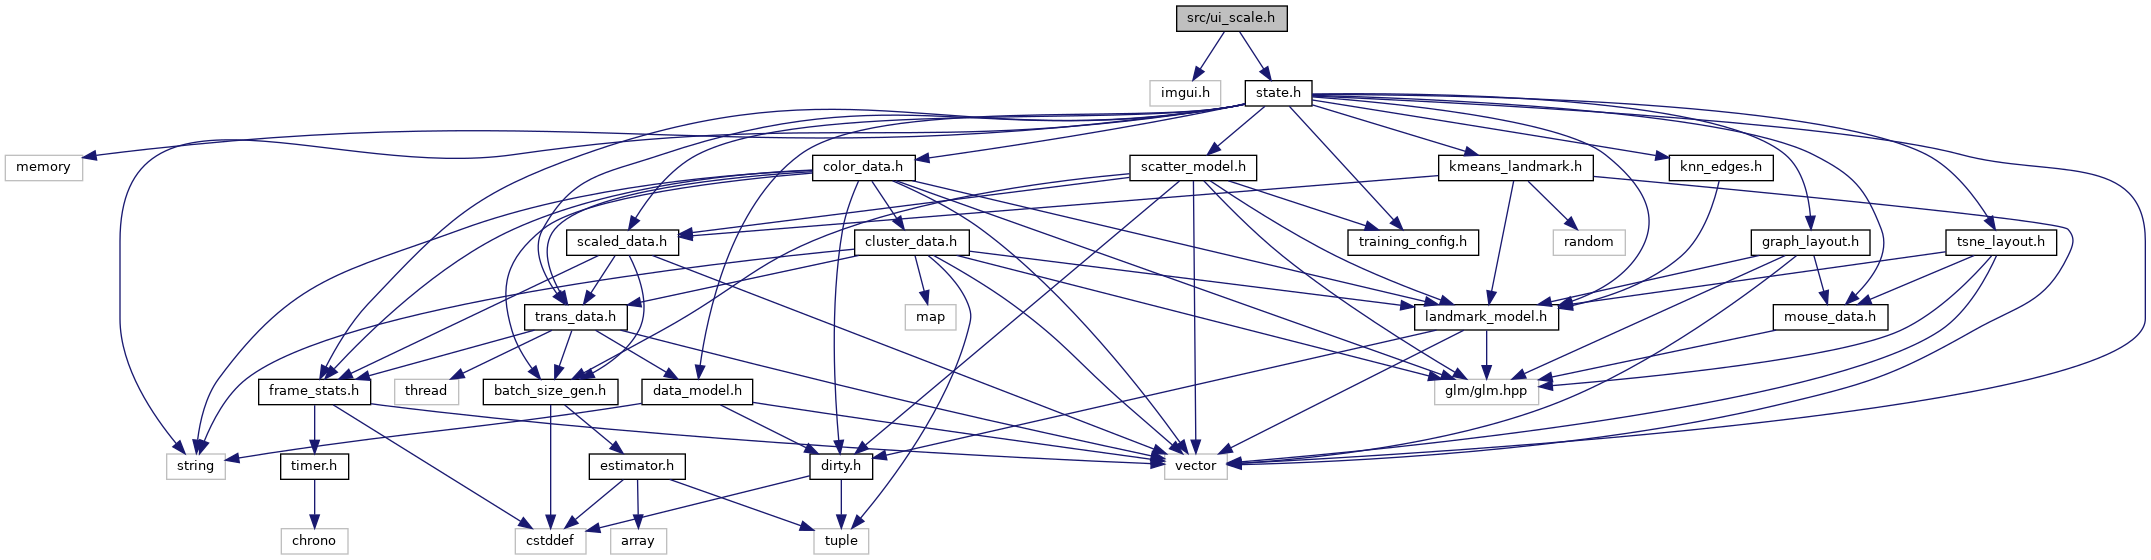 src/ui_scale.h
imgui.h
state.h
memory
color_data.h
scatter_model.h
kmeans_landmark.h
knn_edges.h
scaled_data.h
cluster_data.h
training_config.h
random
graph_layout.h
tsne_layout.h
trans_data.h
map
landmark_model.h
mouse_data.h
frame_stats.h
thread
batch_size_gen.h
data_model.h
glm/glm.hpp
string
timer.h
estimator.h
dirty.h
vector
chrono
cstddef
array
tuple